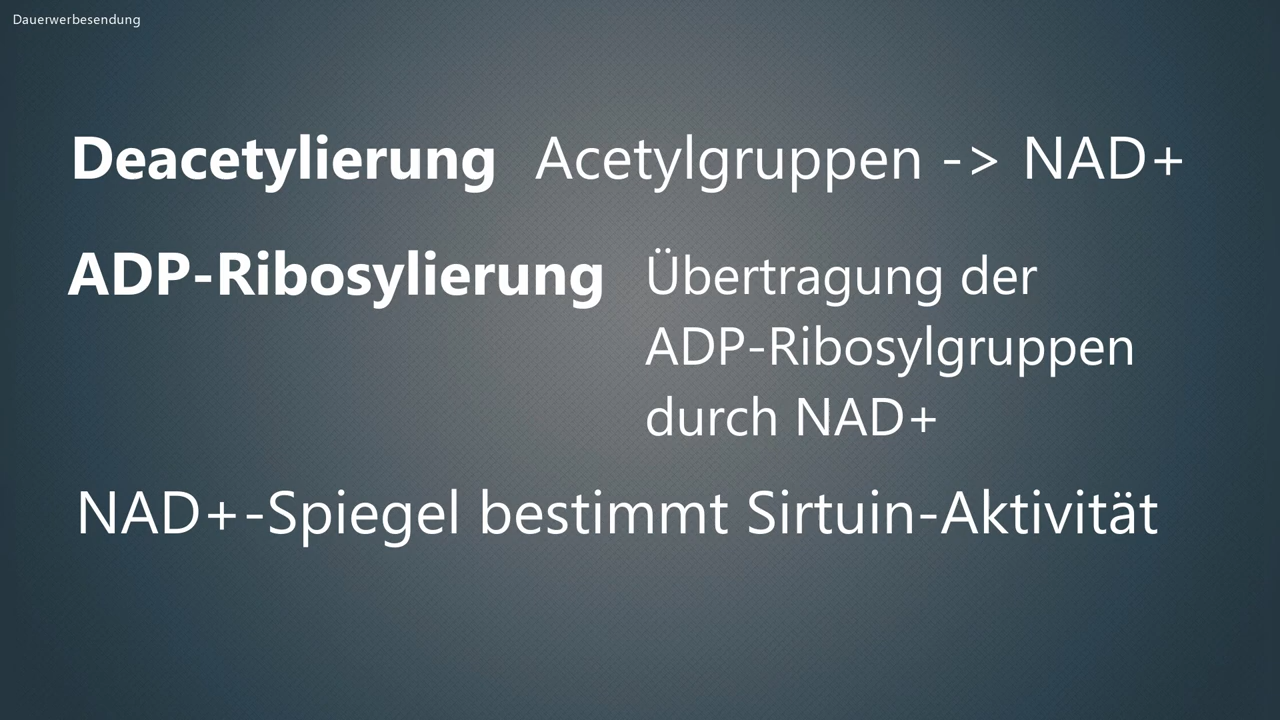 Dauerwerbesendung
Deacetylierung Acetylgruppen -> NAD+
ADP-Ribosylierung Übertragung der
ADP-Ribosylgruppen
durch NAD+
NAD+-Spiegel bestimmt Sirtuin-Aktivität